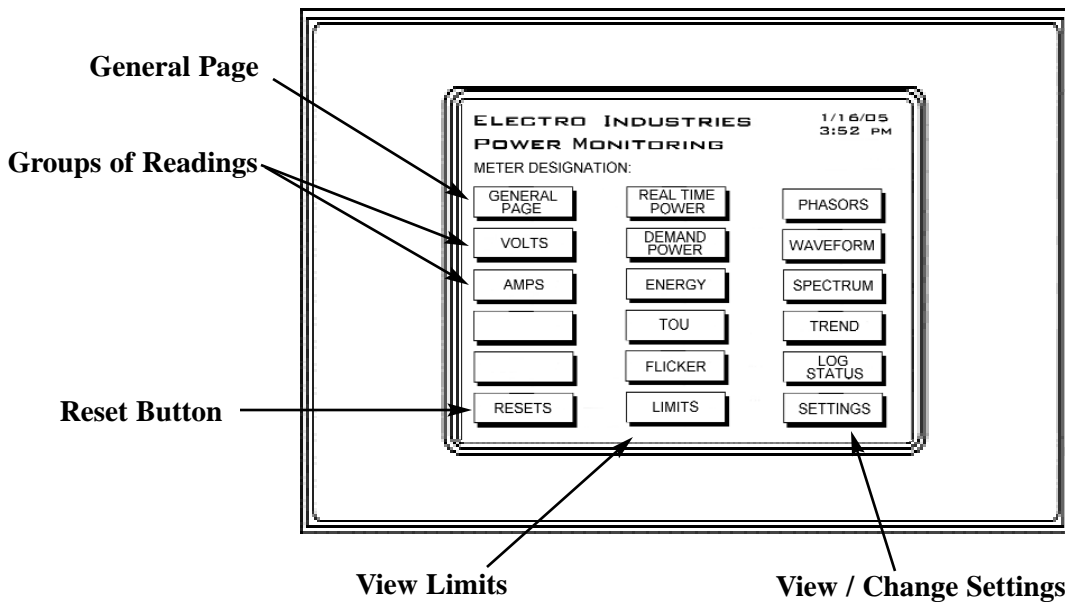 General Page
Groups of Readings
Reset Button
View Limits
View / Change Settings
ELECTRO INDUSTRIES
POWER MONITORING
1/16/05
3:52 PM
METER DESIGNATION:
GENERAL
PAGE
REAL TIME
POWER
PHASORS
VOLTS
DEMAND
POWER
WAVEFORM
AMPS
ENERGY
SPECTRUM
TOU
TREND
FLICKER
LOG
STATUS
RESETS
LIMITS
SETTINGS